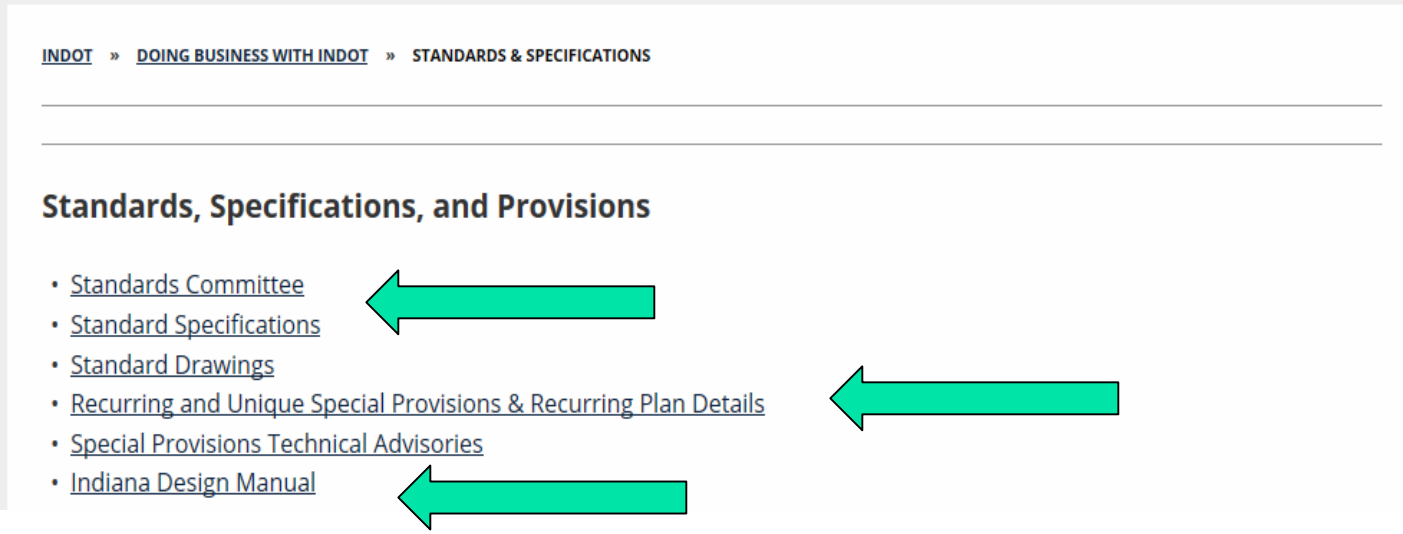 INDOT » DOING BUSINESS WITH INDOT » STANDARDS & SPECIFICATIONS
Standards, Specifications, and Provisions
• Standards Committee
• Standard Specifications
• Standard Drawings
• Recurring and Unique Special Provisions & Recurring Plan Details
• Special Provisions Technical Advisories
• Indiana Design Manual